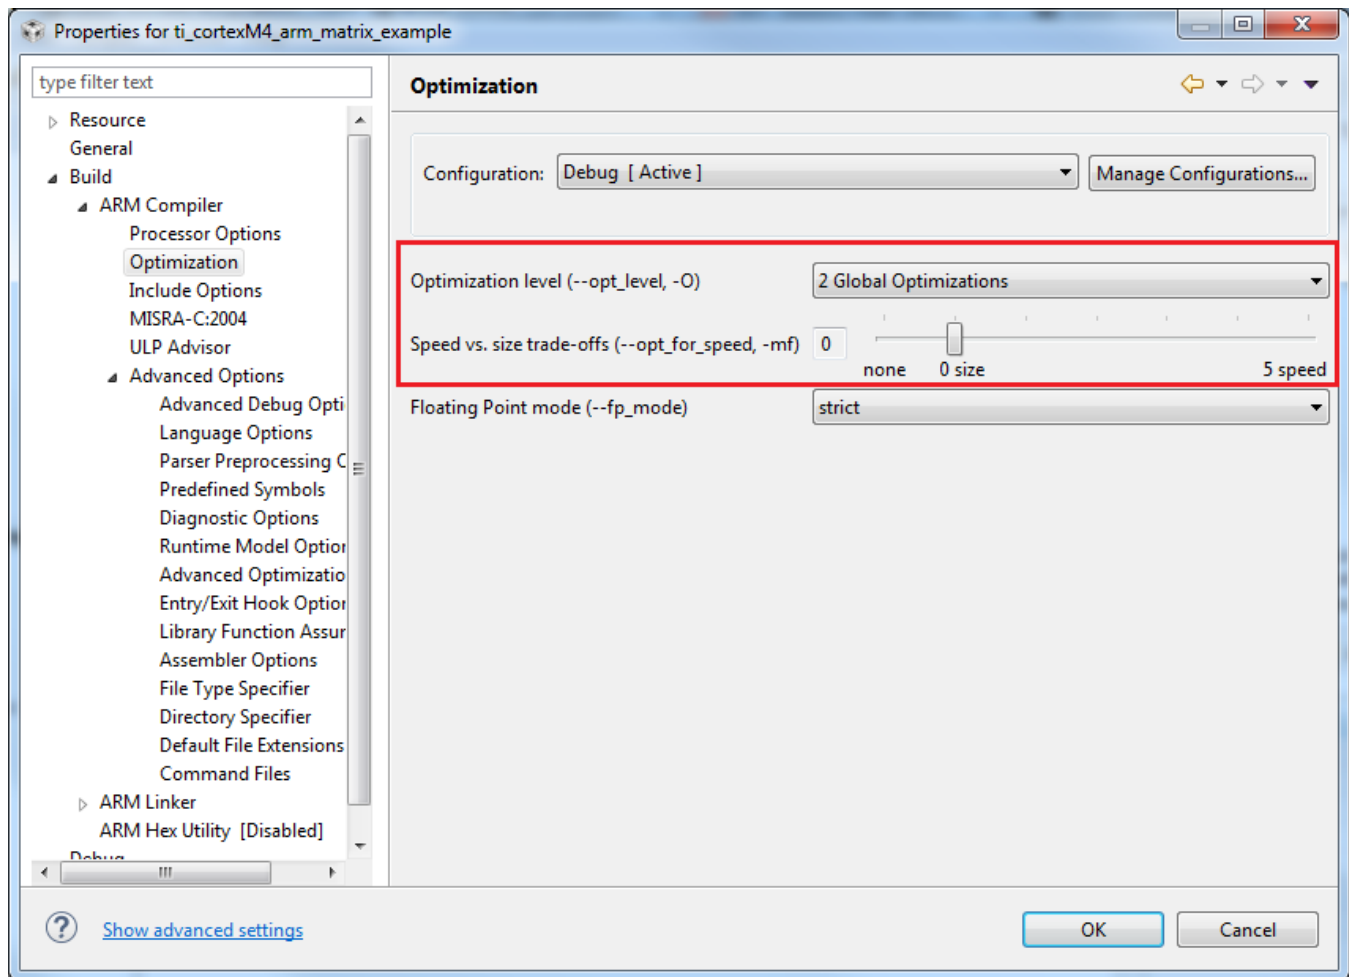 Properties for ti_cortexM4_arm_matrix_example
type filter text
Resource
General
Build
ARM Compiler
Processor Options
Optimization
Include Options
MISRA-C:2004
ULP Advisor
Advanced Options
Advanced Debug Opti
Language Options
Parser Preprocessing C
Predefined Symbols
Diagnostic Options
Runtime Model Option
Advanced Optimizatio
Entry/Exit Hook Option
Library Function Assur
Assembler Options
File Type Specifier
Directory Specifier
Default File Extensions
Command Files
ARM Linker
ARM Hex Utility [Disabled]
Debug
Optimization
Configuration: Debug [ Active ] Manage Configurations...
Optimization level (--opt_level, -O) 2 Global Optimizations
Speed vs. size trade-offs (--opt_for_speed, -mf) 0
none 0 size 5 speed
Floating Point mode (--fp_mode) strict
Show advanced settings
OK Cancel